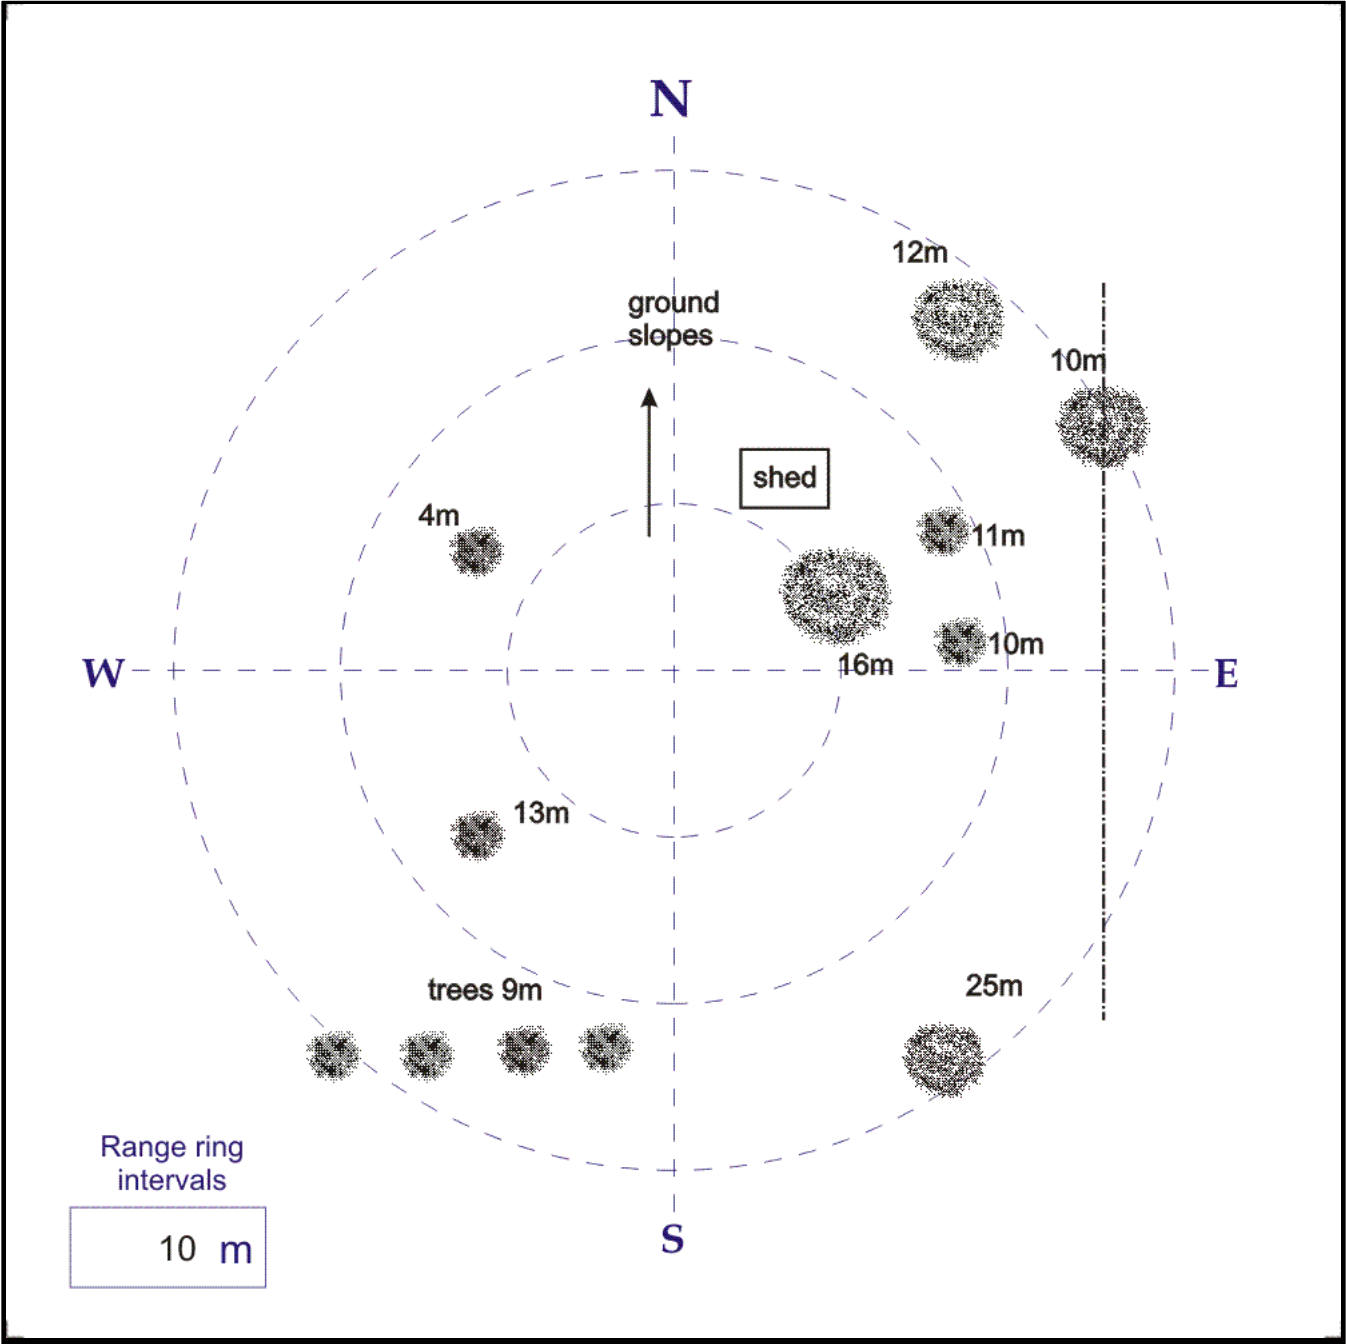 N
12m
ground
slopes
10m
shed
4m
11m
10m
16m
W
E
13m
trees 9m
25m
Range ring
intervals
10 m
S